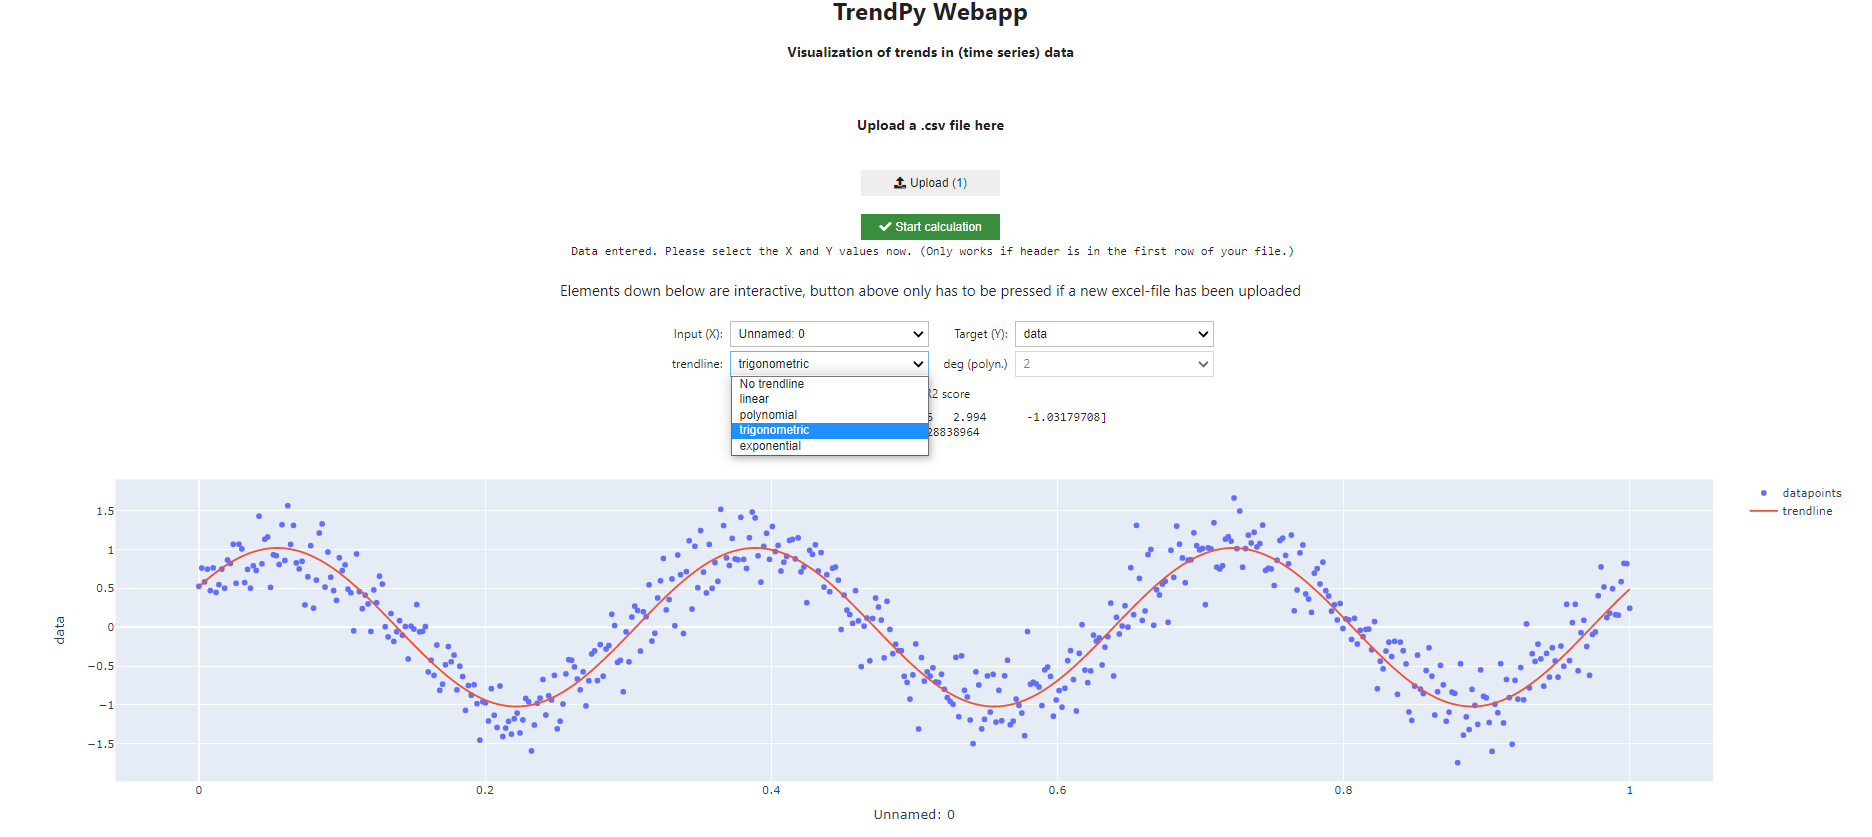 TrendPy Webapp
Visualization of trends in (time series) data
Upload a .csv file here
Upload (1)
Start calculation
Data entered. Please select the X and Y values now. (Only works if header is in the first row of your file.)
Elements down below are interactive, button above only has to be pressed if a new excel-file has been uploaded
Input (X): Unnamed: 0 Target (Y): data
trendline: trigonometric deg (polyn.) 2
No trendline
linear
polynomial
trigonometric
exponential
score
2.994 -1.03179708]
28838964
datapoints
trendline
1.5
1
0.5
0
−0.5
−1
−1.5
data
0 0.2 0.4 0.6 0.8 1
Unnamed: 0